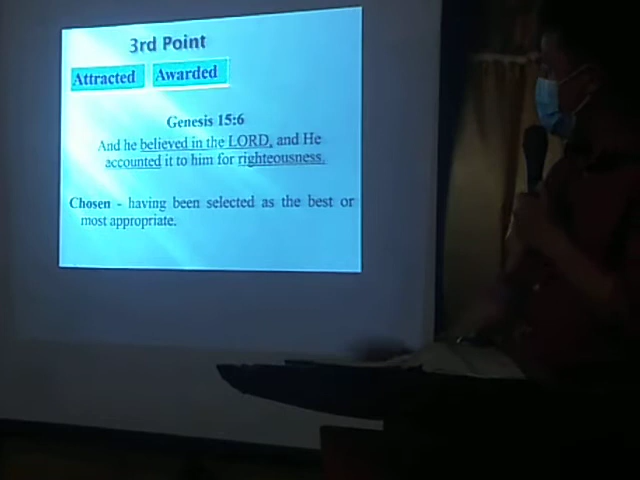 3rd Point
Attracted Awarded
Genesis 15:6
And he believed in the LORD, and He
accounted it to him for righteousness.
Chosen - having been selected as the best or
most appropriate.